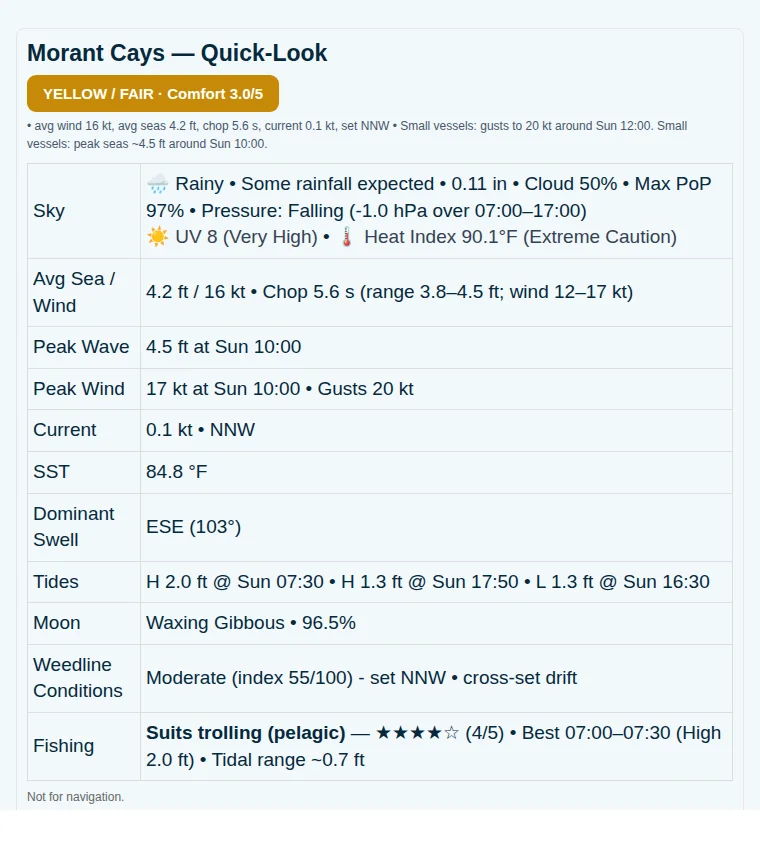 Morant Cays — Quick-Look
YELLOW / FAIR · Comfort 3.0/5
• avg wind 16 kt, avg seas 4.2 ft, chop 5.6 s, current 0.1 kt, set NNW • Small vessels: gusts to 20 kt around Sun 12:00. Small
vessels: peak seas ~4.5 ft around Sun 10:00.
Sky
🌧️ Rainy • Some rainfall expected • 0.11 in • Cloud 50% • Max PoP
97% • Pressure: Falling (-1.0 hPa over 07:00–17:00)
☀️ UV 8 (Very High) • 🌡️ Heat Index 90.1°F (Extreme Caution)
Avg Sea /
Wind
4.2 ft / 16 kt • Chop 5.6 s (range 3.8–4.5 ft; wind 12–17 kt)
Peak Wave
4.5 ft at Sun 10:00
Peak Wind
17 kt at Sun 10:00 • Gusts 20 kt
Current
0.1 kt • NNW
SST
84.8 °F
Dominant
Swell
ESE (103°)
Tides
H 2.0 ft @ Sun 07:30 • H 1.3 ft @ Sun 17:50 • L 1.3 ft @ Sun 16:30
Moon
Waxing Gibbous • 96.5%
Weedline
Conditions
Moderate (index 55/100) - set NNW • cross-set drift
Fishing
Suits trolling (pelagic) — ★★★★☆ (4/5) • Best 07:00–07:30 (High
2.0 ft) • Tidal range ~0.7 ft
Not for navigation.